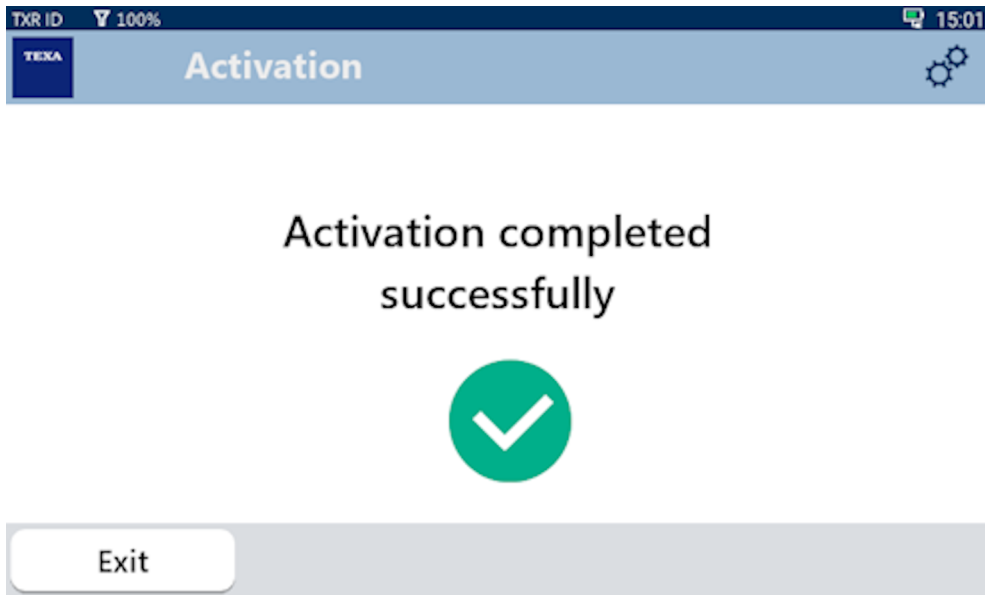 TXR ID 100% 15:01
TEXA Activation
Activation completed
successfully
Exit